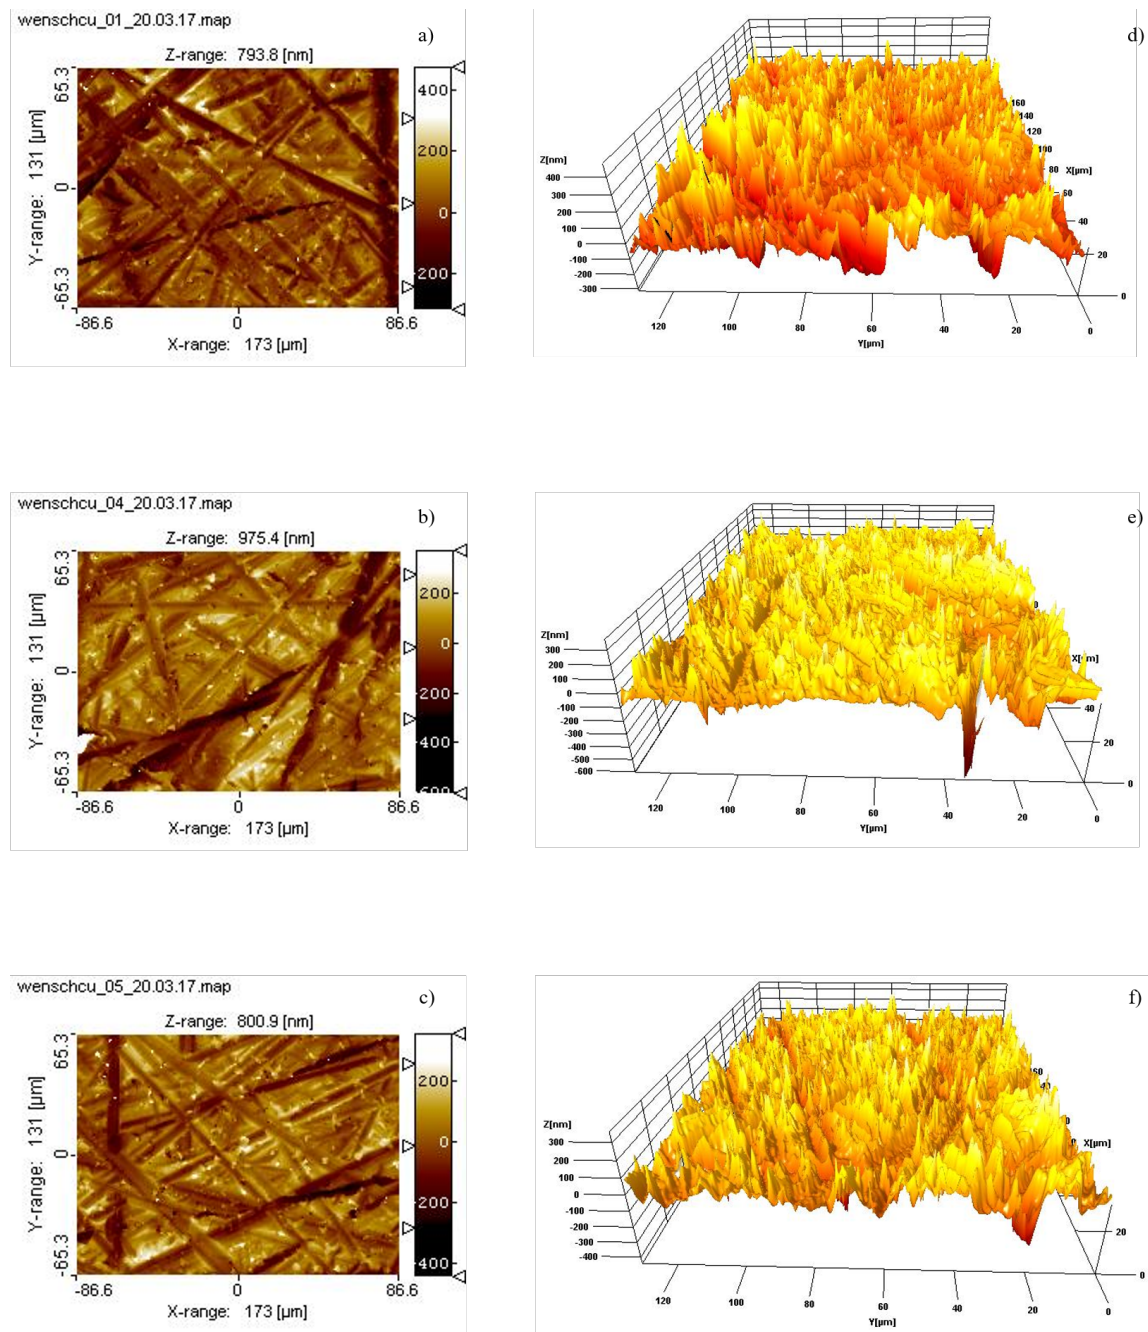 wenschcu_01_20.03.17.map
a)
Z-range: 793.8 [nm]
65.3
0
-65.3
Y-range: 131 [µm]
400
200
0
-200
-86.6 0 86.6
X-range: 173 [µm]
d)
Z[nm]
400
300
200
100
0
-100
-200
-300
120 100 80 60 40 20 0
Y[µm]
160
140
120
100
80
X[µm]
60
40
20
0
wenschcu_04_20.03.17.map
b)
Z-range: 975.4 [nm]
65.3
0
-65.3
Y-range: 131 [µm]
200
0
-200
-400
-86.6 0 86.6
X-range: 173 [µm]
e)
Z[nm]
300
200
100
0
-100
-200
-300
-400
-500
-600
120 100 80 60 40 20 0
Y[µm]
40
20
0
wenschcu_05_20.03.17.map
c)
Z-range: 800.9 [nm]
65.3
0
-65.3
Y-range: 131 [µm]
200
0
-200
-400
-86.6 0 86.6
X-range: 173 [µm]
f)
Z[nm]
300
200
100
0
-100
-200
-300
-400
120 100 80 60 40 20 0
Y[µm]
X[µm]
20
0